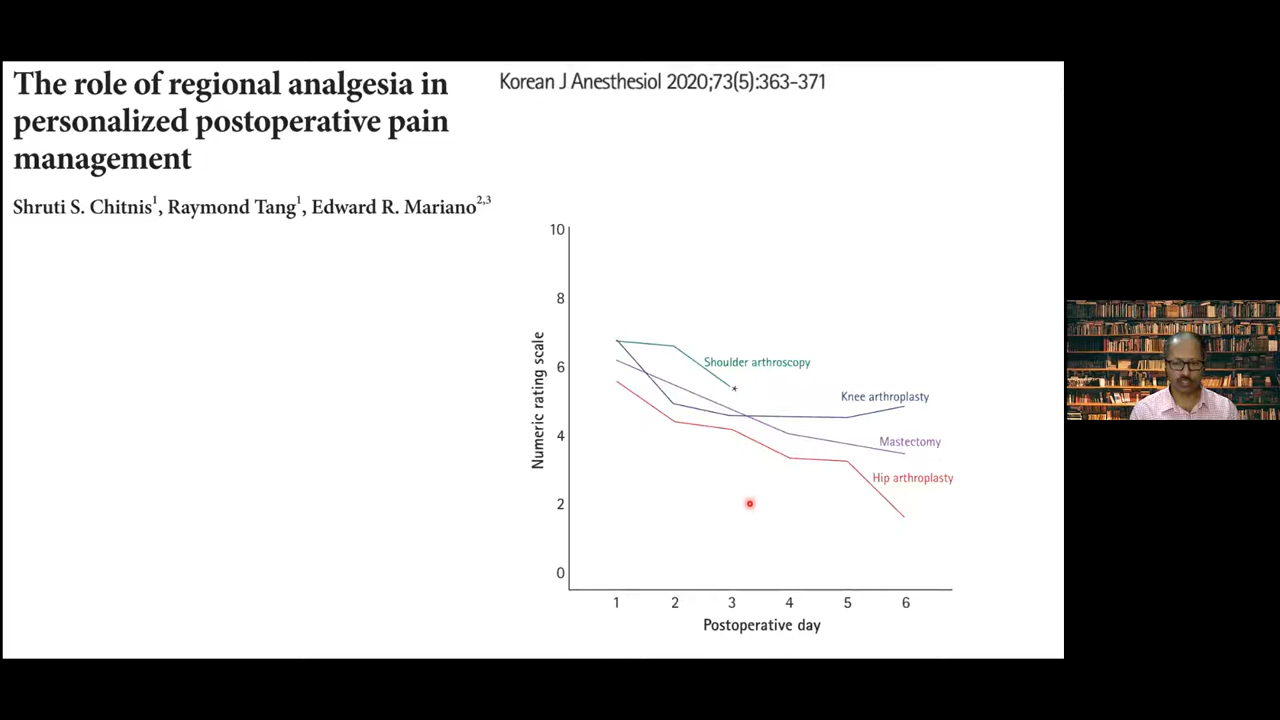 The role of regional analgesia in
personalized postoperative pain
management
Korean J Anesthesiol 2020;73(5):363-371
Shruti S. Chitnis1, Raymond Tang1, Edward R. Mariano2,3
10
8
6
4
2
0
Numeric rating scale
Shoulder arthroscopy
*
Knee arthroplasty
Mastectomy
Hip arthroplasty
1 2 3 4 5 6
Postoperative day